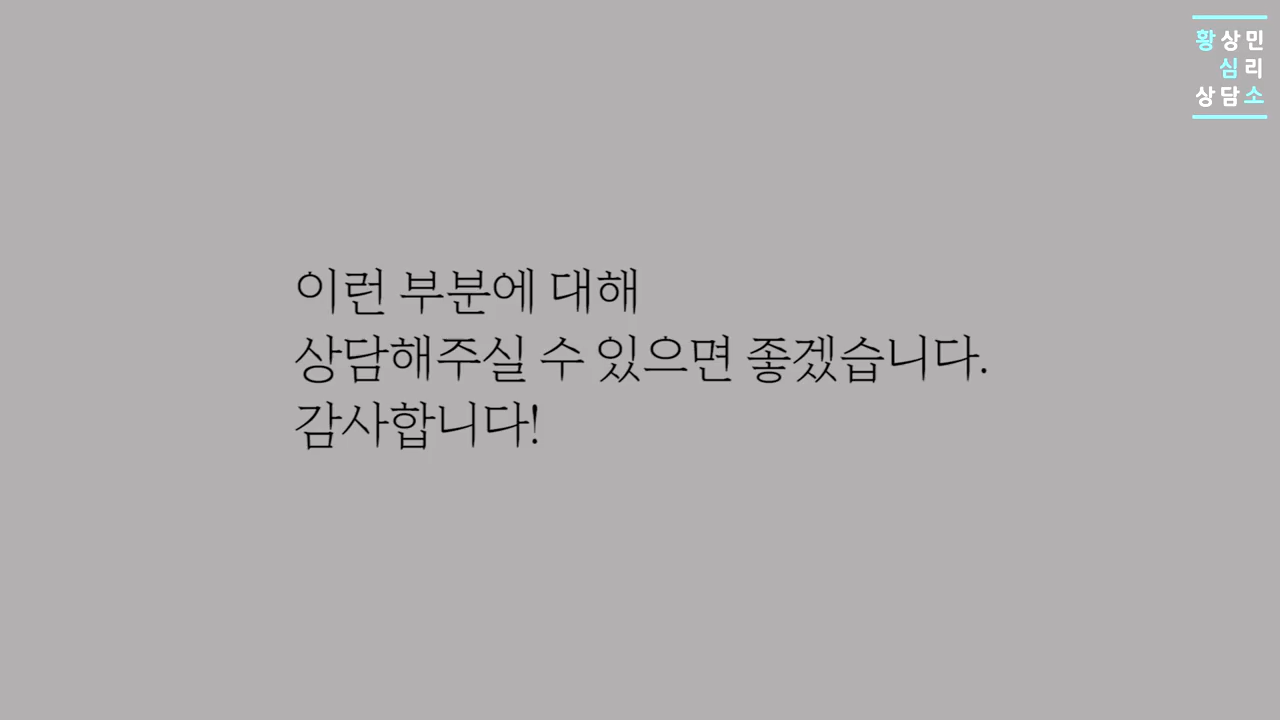 황상민
심리
상담소
이런 부분에 대해
상담해주실 수 있으면 좋겠습니다.
감사합니다!